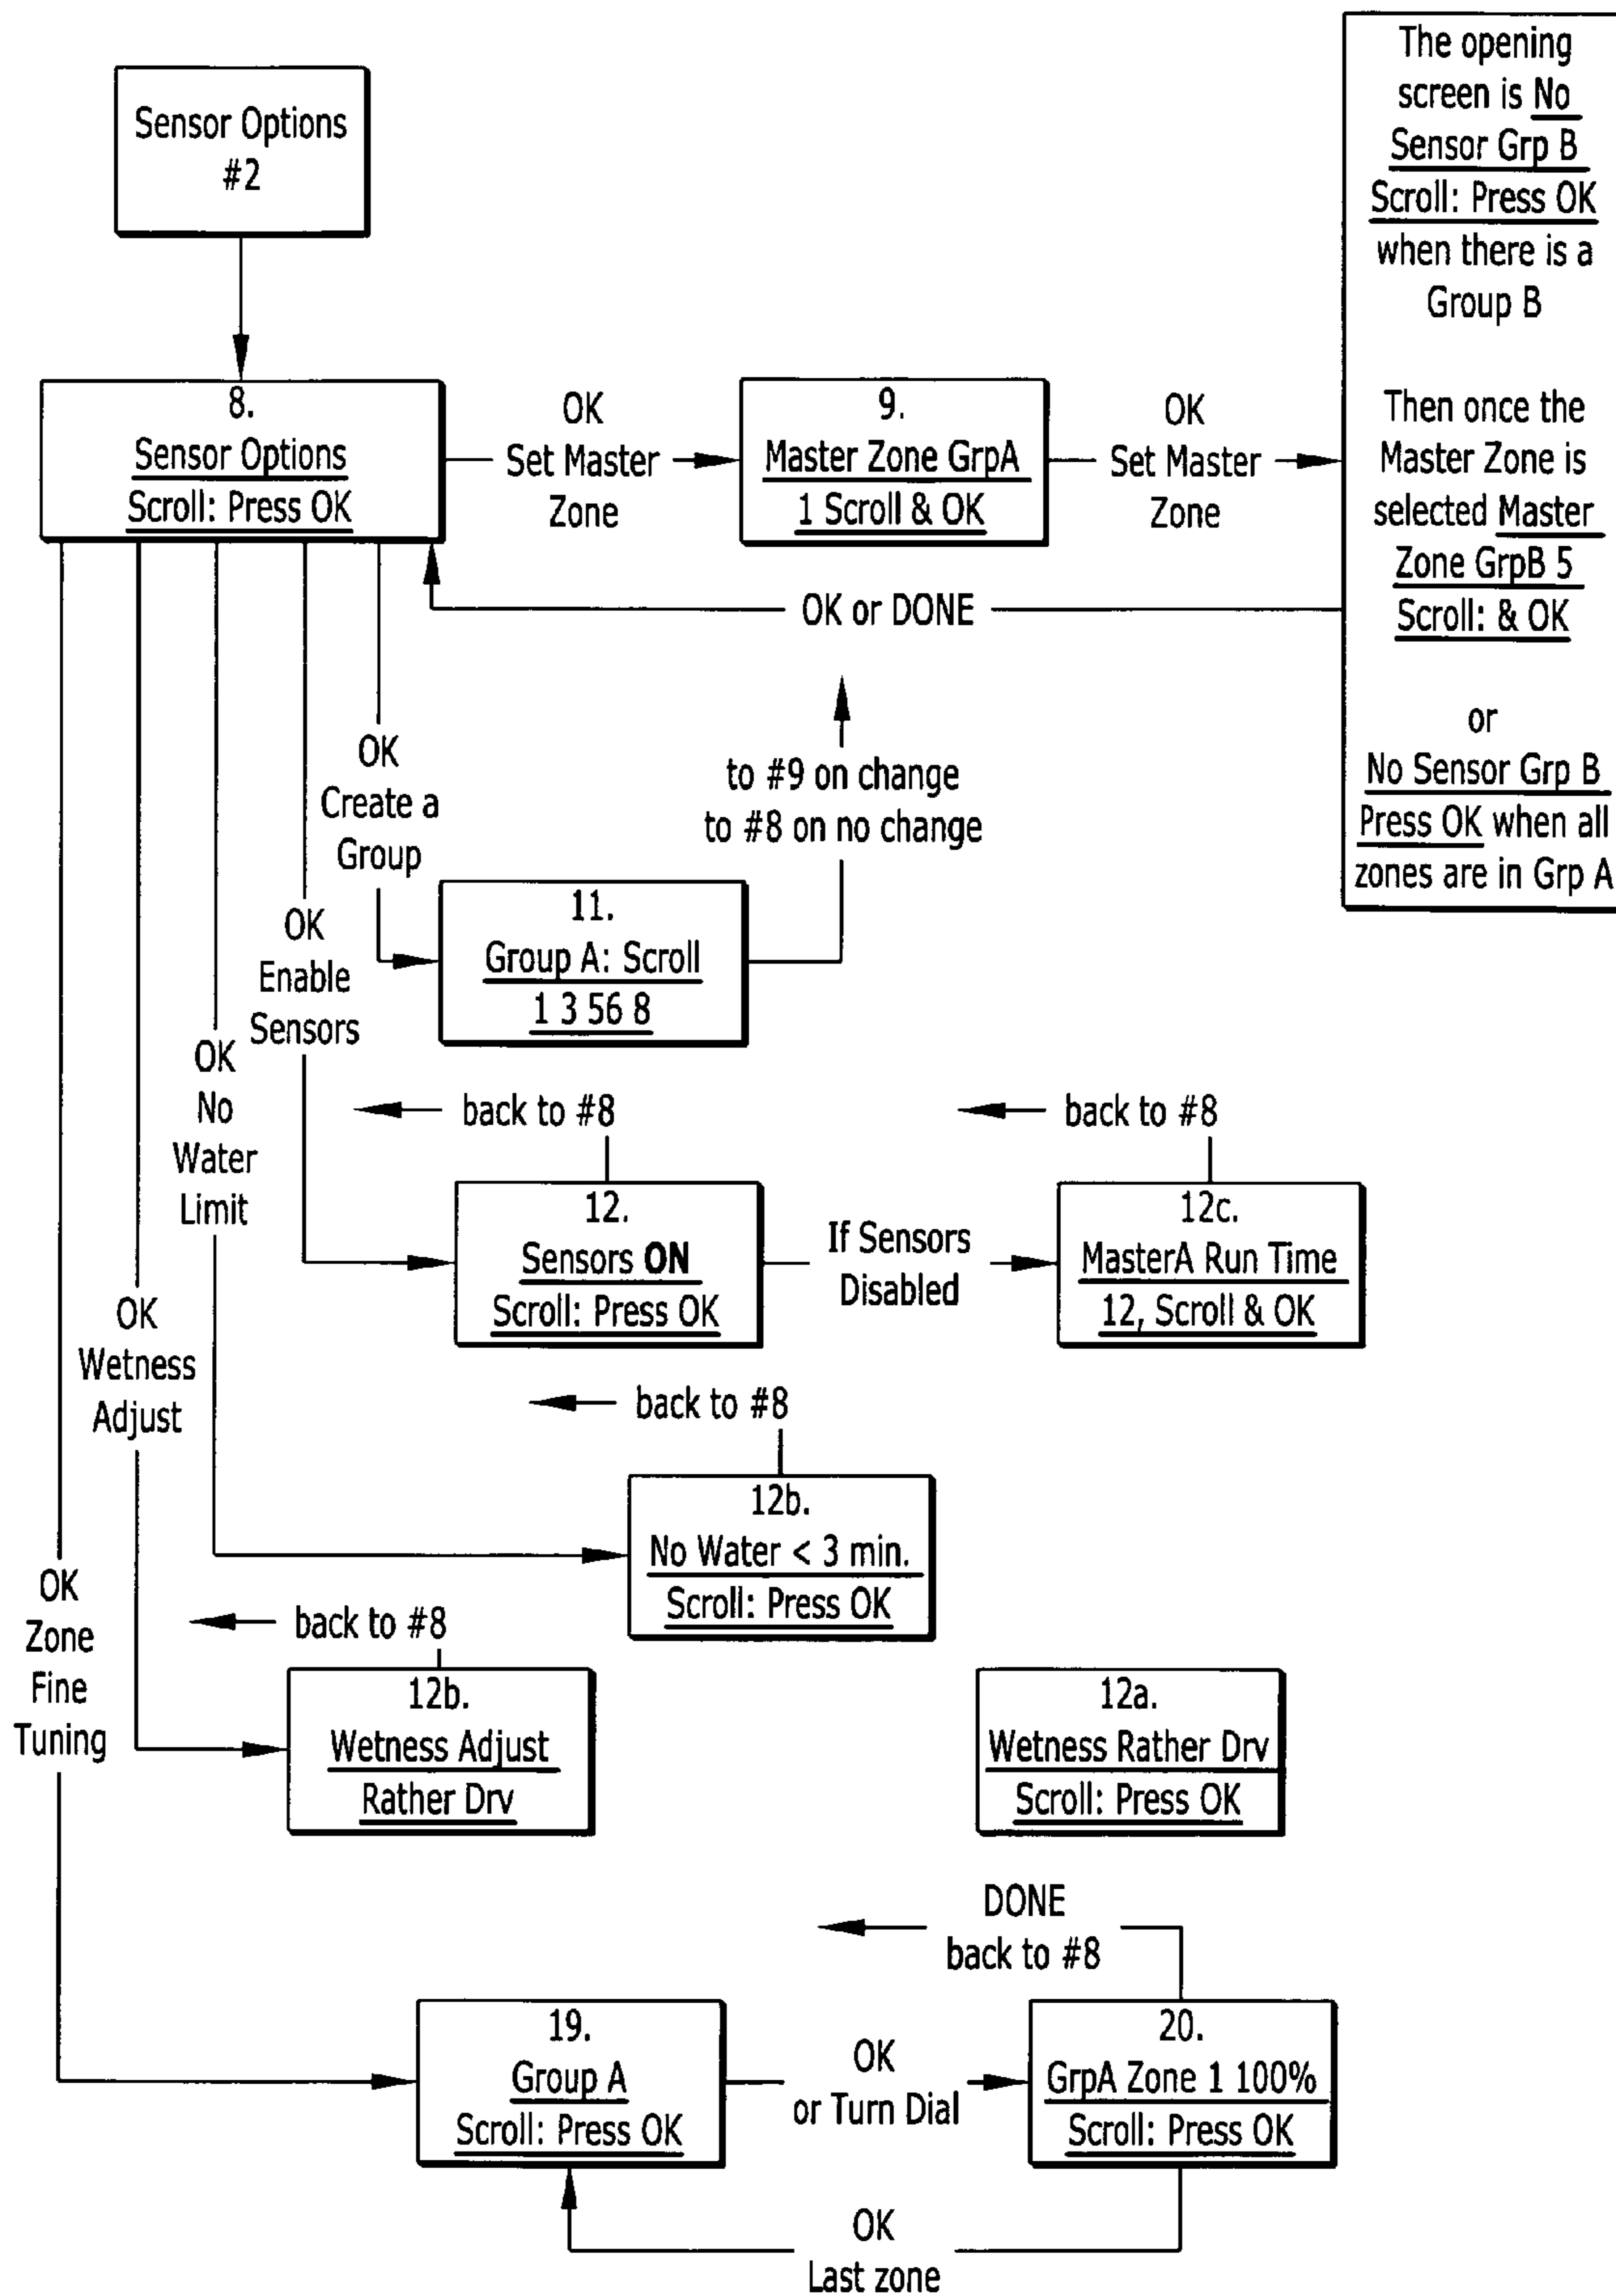 Sensor Options
#2
The opening
screen is No
Sensor Grp B
Scroll: Press OK
when there is a
Group B
Then once the
Master Zone is
selected Master
Zone GrpB 5
Scroll: & OK
or
No Sensor Grp B
Press OK when all
zones are in Grp A
8.
Sensor Options
Scroll: Press OK
OK
Set Master
Zone
9.
Master Zone GrpA
1 Scroll & OK
OK
Set Master
Zone
OK or DONE
to #9 on change
to #8 on no change
OK
Create a
Group
11.
Group A: Scroll
1 3 56 8
OK
Enable
Sensors
back to #8
12.
Sensors ON
Scroll: Press OK
If Sensors
Disabled
back to #8
12c.
MasterA Run Time
12, Scroll & OK
OK
No
Water
Limit
back to #8
12b.
No Water < 3 min.
Scroll: Press OK
OK
Wetness
Adjust
back to #8
12b.
Wetness Adjust
Rather Drv
12a.
Wetness Rather Drv
Scroll: Press OK
OK
Zone
Fine
Tuning
DONE
back to #8
19.
Group A
Scroll: Press OK
OK
or Turn Dial
20.
GrpA Zone 1 100%
Scroll: Press OK
OK
Last zone